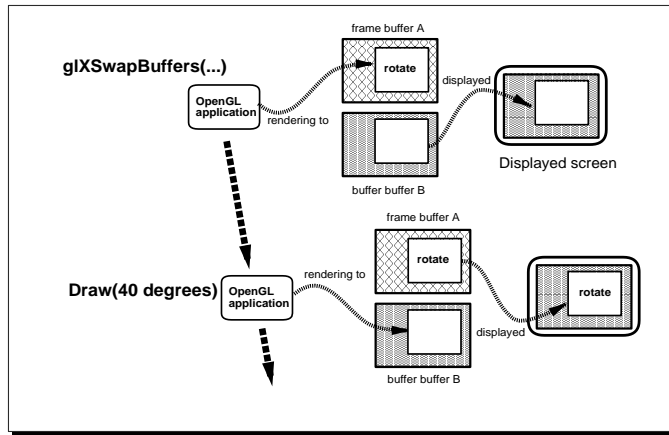 frame buffer A
glXSwapBuffers(...)
rotate
displayed
OpenGL
application
rendering to
Displayed screen
buffer buffer B
frame buffer A
rendering to
rotate
rotate
Draw(40 degrees)
OpenGL
application
displayed
buffer buffer B